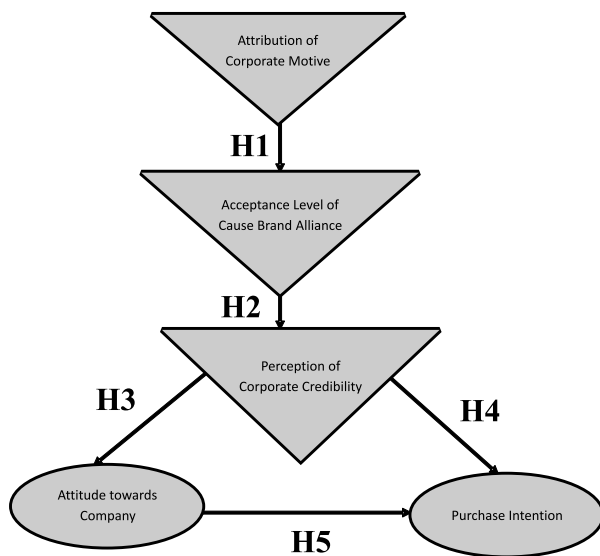 Attribution of
Corporate Motive
H1
Acceptance Level of
Cause Brand Alliance
H2
Perception of
Corporate Credibility
H3
H4
Attitude towards
Company
Purchase Intention
H5